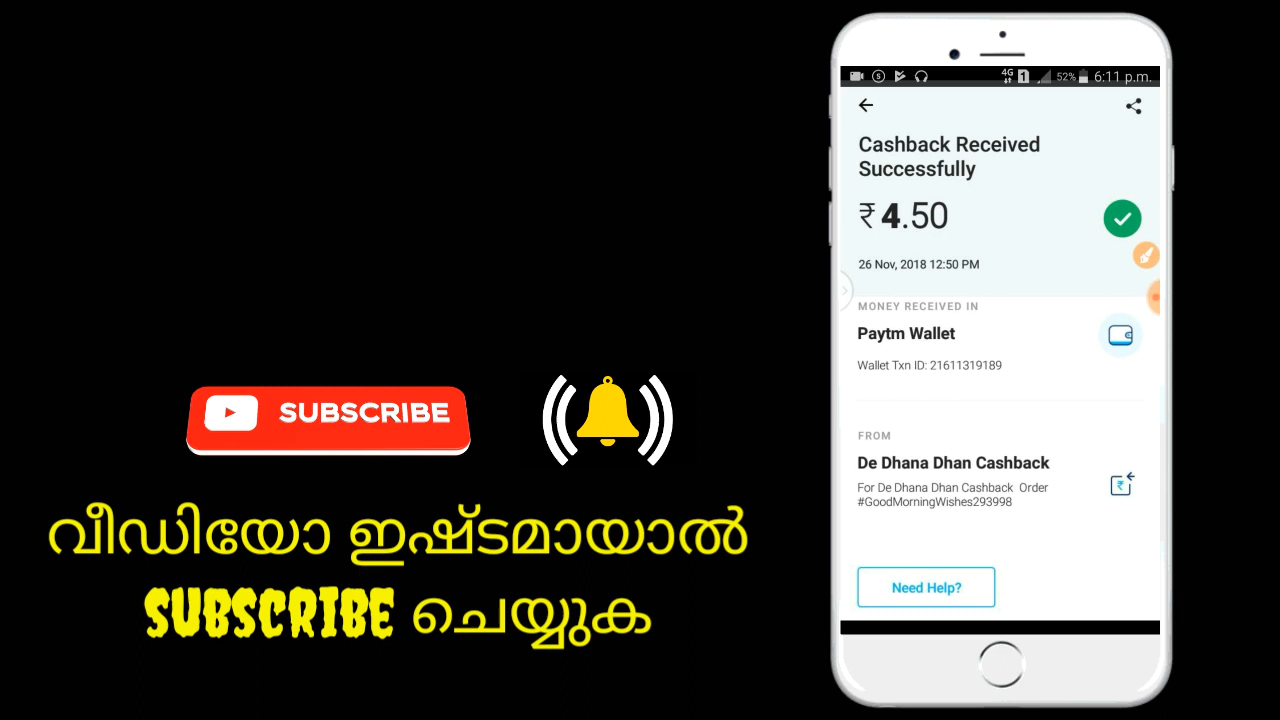 SUBSCRIBE
വീഡിയോ ഇഷ്ടമായാൽ
SUBSCRIBE ചെയ്യുക
4G 1 52% 6:11 p.m.
Cashback Received
Successfully
₹4.50
26 Nov, 2018 12:50 PM
MONEY RECEIVED IN
Paytm Wallet
Wallet Txn ID: 21611319189
FROM
De Dhana Dhan Cashback
For De Dhana Dhan Cashback Order
#GoodMorningWishes293998
Need Help?